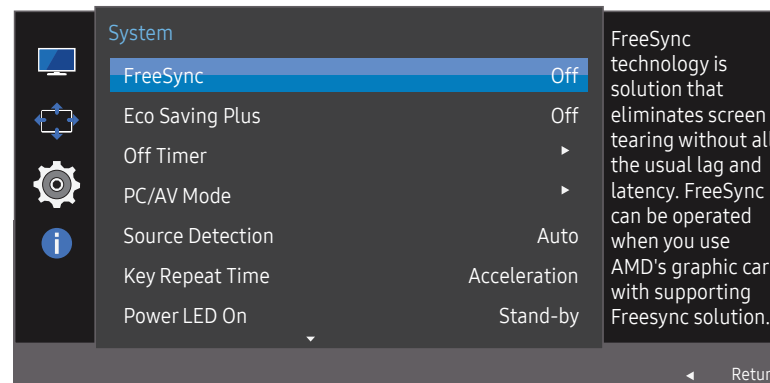 System
FreeSync Off
Eco Saving Plus Off
Off Timer
PC/AV Mode
Source Detection Auto
Key Repeat Time Acceleration
Power LED On Stand-by
FreeSync
technology is
solution that
eliminates screen
tearing without all
the usual lag and
latency. FreeSync
can be operated
when you use
AMD's graphic car
with supporting
Freesync solution.
Retur